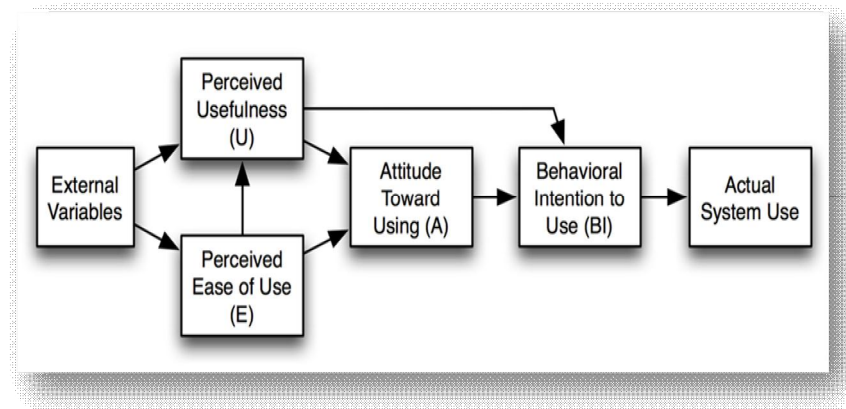 Perceived
Usefulness
(U)
External
Variables
Perceived
Ease of Use
(E)
Attitude
Toward
Using (A)
Behavioral
Intention to
Use (BI)
Actual
System Use